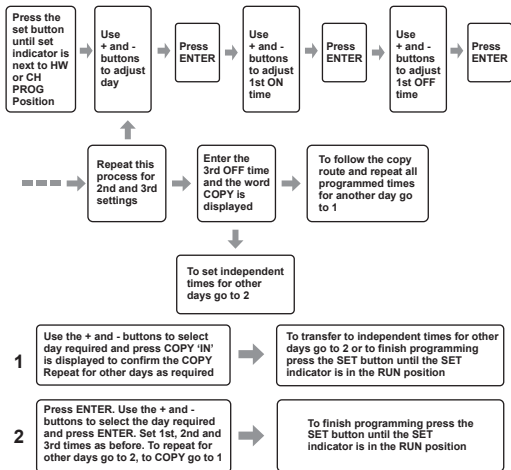 Press the
set button
until set
indicator is
next to HW
or CH
PROG
Position
Use
+ and -
buttons
to adjust
day
Press
ENTER
Use
+ and -
buttons
to adjust
1st ON
time
Press
ENTER
Use
+ and -
buttons
to adjust
1st OFF
time
Press
ENTER
Repeat this
process for
2nd and 3rd
settings
Enter the
3rd OFF time
and the word
COPY is
displayed
To follow the copy
route and repeat all
programmed times
for another day go
to 1
To set independent
times for other
days go to 2
1
Use the + and - buttons to select
day required and press COPY ‘IN’
is displayed to confirm the COPY
Repeat for other days as required
To transfer to independent times for other
days go to 2 or to finish programming
press the SET button until the SET
indicator is in the RUN position
2
Press ENTER. Use the + and -
buttons to select the day required
and press ENTER. Set 1st, 2nd and
3rd times as before. To repeat for
other days go to 2, to COPY go to 1
To finish programming press the
SET button until the SET
indicator is in the RUN position